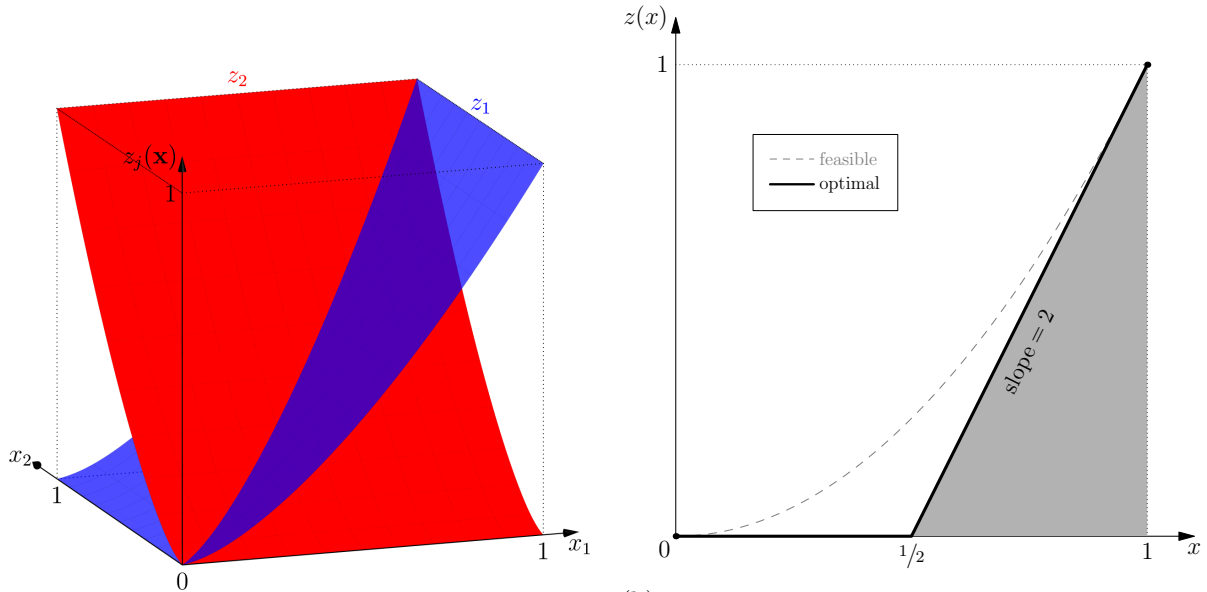 z_2
z_1
z_j(x)
1
x_2
1
0
1
x_1
z(x)
1
feasible
optimal
slope = 2
0
1/2
1
x